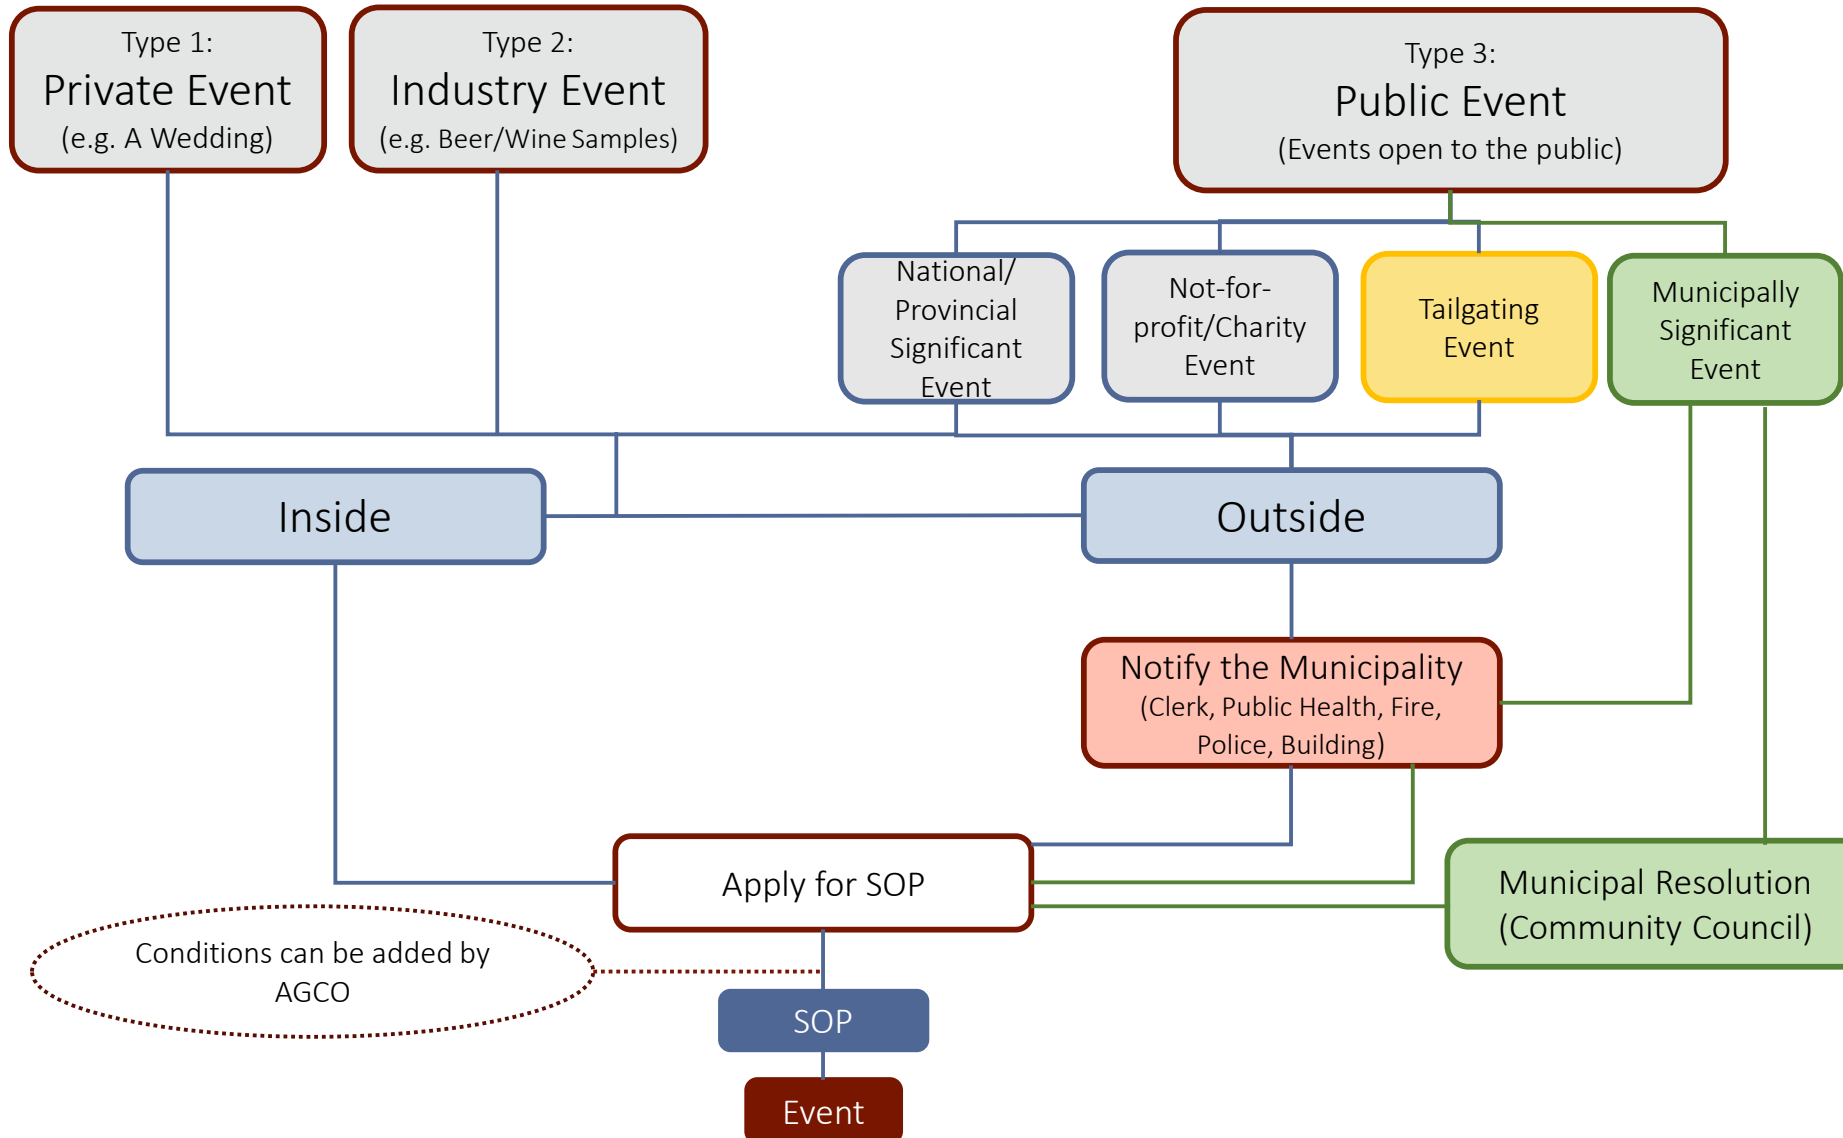 Type 1:
Private Event
(e.g. A Wedding)
Type 2:
Industry Event
(e.g. Beer/Wine Samples)
Type 3:
Public Event
(Events open to the public)
National/
Provincial
Significant
Event
Not-for-
profit/Charity
Event
Tailgating
Event
Municipally
Significant
Event
Inside
Outside
Notify the Municipality
(Clerk, Public Health, Fire,
Police, Building)
Apply for SOP
Municipal Resolution
(Community Council)
Conditions can be added by
AGCO
SOP
Event